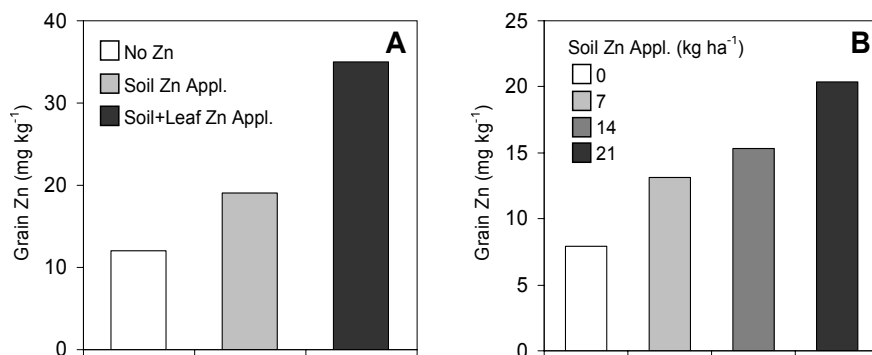 A
No Zn
Soil Zn Appl.
Soil+Leaf Zn Appl.
Grain Zn (mg kg⁻¹)
40
30
20
10
0
B
Soil Zn Appl. (kg ha⁻¹)
0
7
14
21
Grain Zn (mg kg⁻¹)
25
20
15
10
5
0